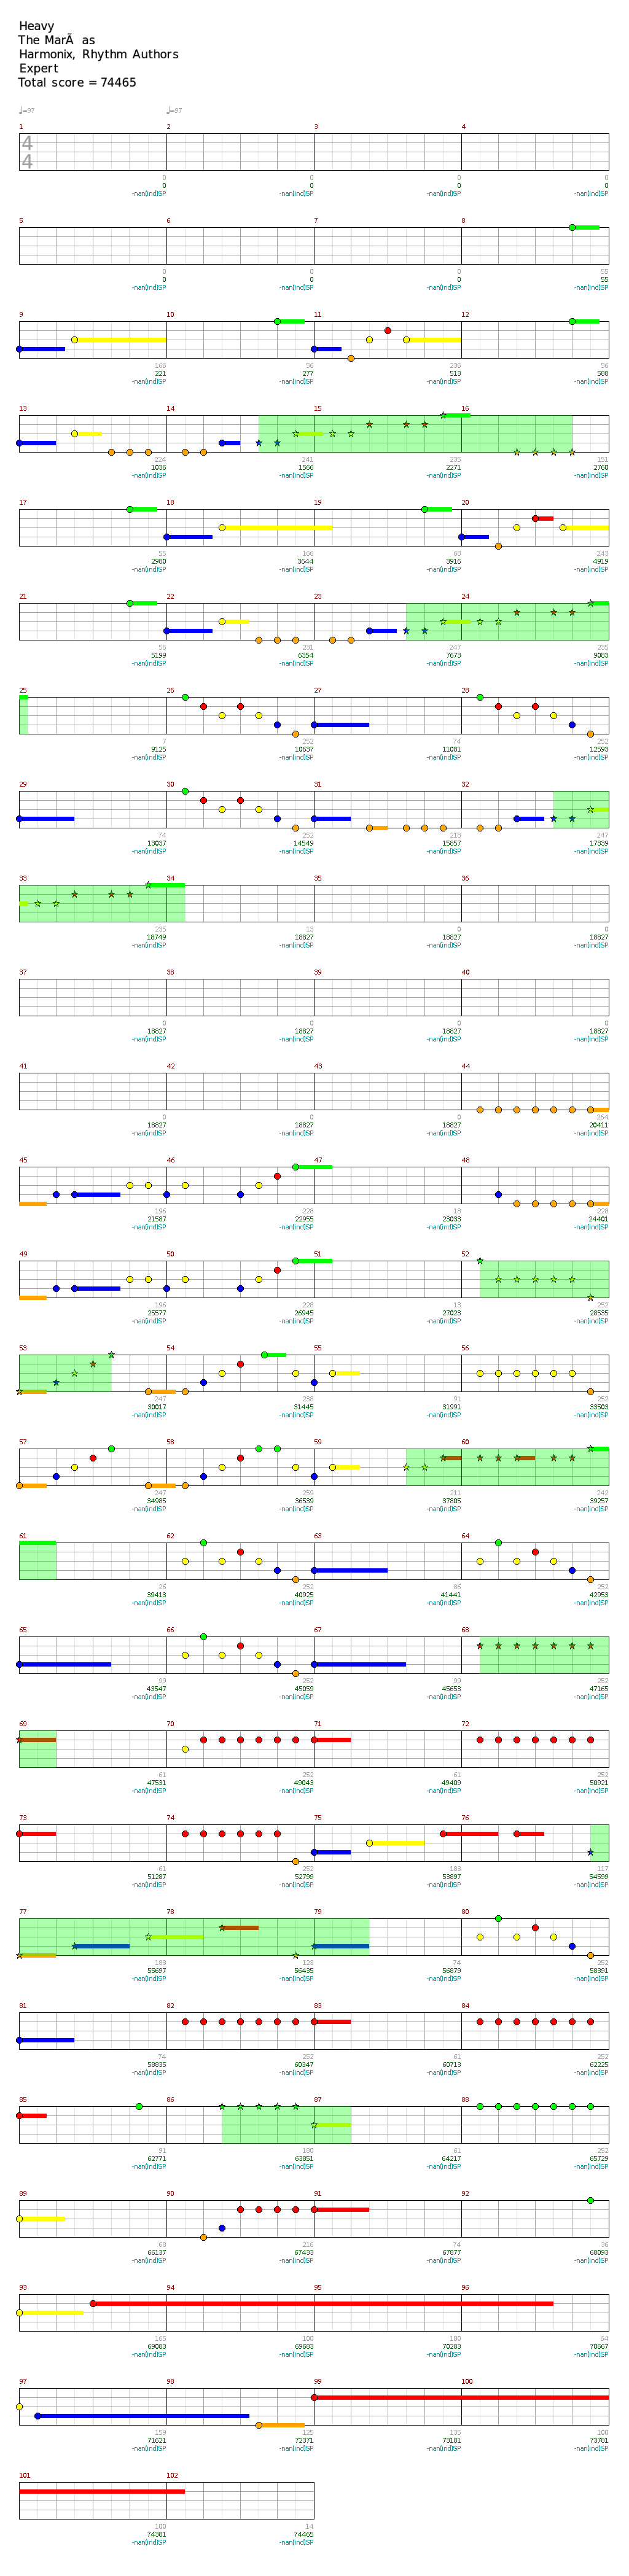 Heavy
The MarÃ as
Harmonix, Rhythm Authors
Expert
Total score = 74465
♩=97 ♩=97
1 2 3 4
4
4
0 0 0 0
0 0 0 0
-nan(ind)SP -nan(ind)SP -nan(ind)SP -nan(ind)SP
5 6 7 8
0 0 0 55
0 0 0 55
-nan(ind)SP -nan(ind)SP -nan(ind)SP -nan(ind)SP
9 10 11 12
166 56 236 56
221 277 513 588
-nan(ind)SP -nan(ind)SP -nan(ind)SP -nan(ind)SP
13 14 15 16
224 241 235 151
1036 1566 2271 2760
-nan(ind)SP -nan(ind)SP -nan(ind)SP -nan(ind)SP
17 18 19 20
55 166 68 243
2980 3644 3916 4919
-nan(ind)SP -nan(ind)SP -nan(ind)SP -nan(ind)SP
21 22 23 24
56 231 247 235
5199 6354 7673 9083
-nan(ind)SP -nan(ind)SP -nan(ind)SP -nan(ind)SP
25 26 27 28
7 252 74 252
9125 10637 11081 12593
-nan(ind)SP -nan(ind)SP -nan(ind)SP -nan(ind)SP
29 30 31 32
74 252 218 247
13037 14549 15857 17339
-nan(ind)SP -nan(ind)SP -nan(ind)SP -nan(ind)SP
33 34 35 36
235 13 0 0
18749 18827 18827 18827
-nan(ind)SP -nan(ind)SP -nan(ind)SP -nan(ind)SP
37 38 39 40
0 0 0 0
18827 18827 18827 18827
-nan(ind)SP -nan(ind)SP -nan(ind)SP -nan(ind)SP
41 42 43 44
0 0 0 264
18827 18827 18827 20411
-nan(ind)SP -nan(ind)SP -nan(ind)SP -nan(ind)SP
45 46 47 48
196 228 13 228
21587 22955 23033 24401
-nan(ind)SP -nan(ind)SP -nan(ind)SP -nan(ind)SP
49 50 51 52
196 228 13 252
25577 26945 27023 28535
-nan(ind)SP -nan(ind)SP -nan(ind)SP -nan(ind)SP
53 54 55 56
247 238 91 252
30017 31445 31991 33503
-nan(ind)SP -nan(ind)SP -nan(ind)SP -nan(ind)SP
57 58 59 60
247 259 211 242
34985 36539 37805 39257
-nan(ind)SP -nan(ind)SP -nan(ind)SP -nan(ind)SP
61 62 63 64
26 252 86 252
39413 40925 41441 42953
-nan(ind)SP -nan(ind)SP -nan(ind)SP -nan(ind)SP
65 66 67 68
99 252 99 252
43547 45059 45653 47165
-nan(ind)SP -nan(ind)SP -nan(ind)SP -nan(ind)SP
69 70 71 72
61 252 61 252
47531 49043 49409 50921
-nan(ind)SP -nan(ind)SP -nan(ind)SP -nan(ind)SP
73 74 75 76
61 252 183 117
51287 52799 53897 54599
-nan(ind)SP -nan(ind)SP -nan(ind)SP -nan(ind)SP
77 78 79 80
183 123 74 252
55697 56435 56879 58391
-nan(ind)SP -nan(ind)SP -nan(ind)SP -nan(ind)SP
81 82 83 84
74 252 61 252
58835 60347 60713 62225
-nan(ind)SP -nan(ind)SP -nan(ind)SP -nan(ind)SP
85 86 87 88
91 180 61 252
62771 63851 64217 65729
-nan(ind)SP -nan(ind)SP -nan(ind)SP -nan(ind)SP
89 90 91 92
68 216 74 36
66137 67433 67877 68093
-nan(ind)SP -nan(ind)SP -nan(ind)SP -nan(ind)SP
93 94 95 96
165 100 100 64
69083 69683 70283 70667
-nan(ind)SP -nan(ind)SP -nan(ind)SP -nan(ind)SP
97 98 99 100
159 125 135 100
71621 72371 73181 73781
-nan(ind)SP -nan(ind)SP -nan(ind)SP -nan(ind)SP
101 102
100 14
74381 74465
-nan(ind)SP -nan(ind)SP